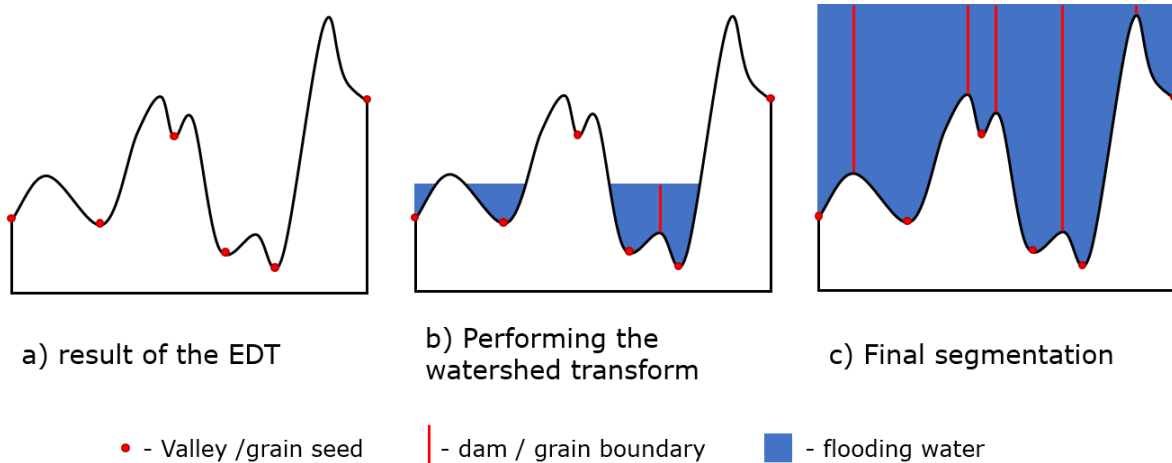 a) result of the EDT
b) Performing the
watershed transform
c) Final segmentation
- Valley /grain seed
- dam / grain boundary
- flooding water